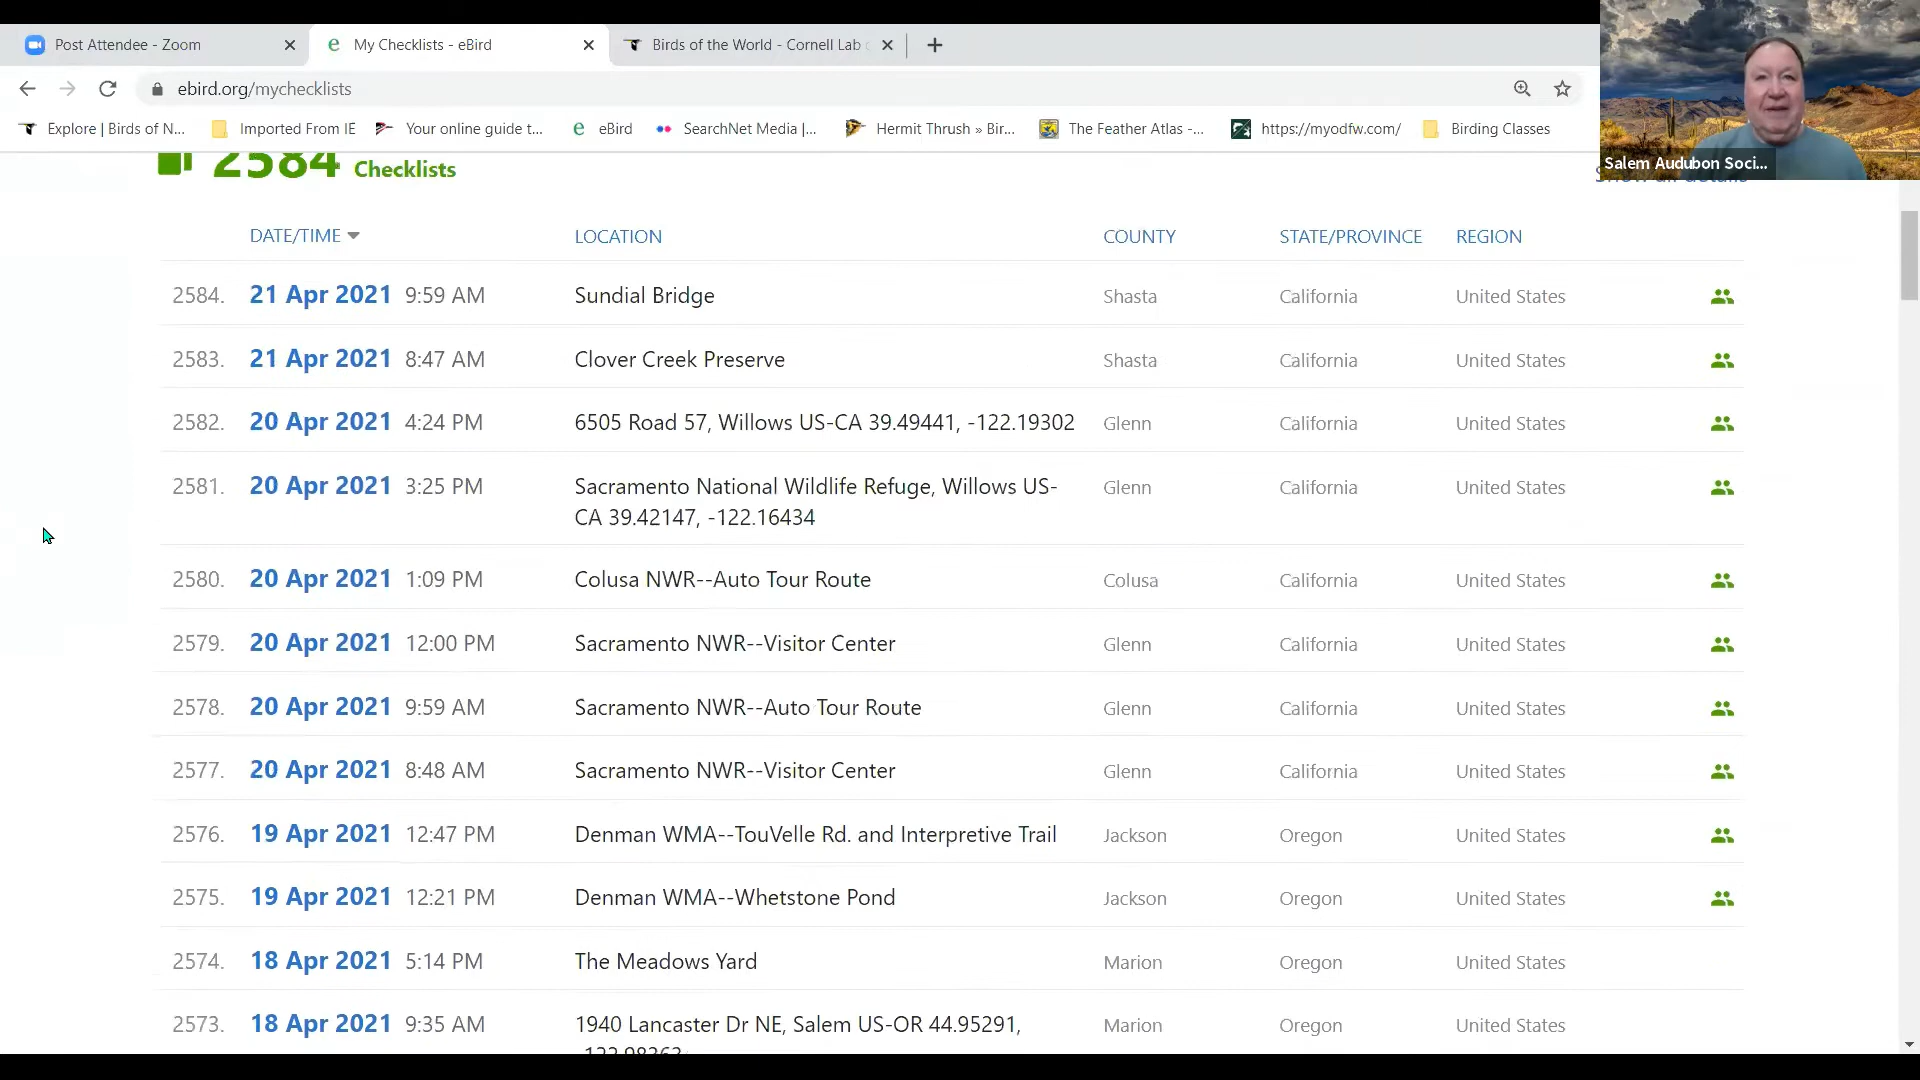 Post Attendee - Zoom
My Checklists - eBird
Birds of the World - Cornell Lab
ebird.org/mychecklists
Explore | Birds of N... Imported From IE Your online guide t... eBird SearchNet Media |... Hermit Thrush » Bir... The Feather Atlas -... https://myodfw.com/ Birding Classes
Salem Audubon Soci...
2584 Checklists
DATE/TIME LOCATION COUNTY STATE/PROVINCE REGION
2584. 21 Apr 2021 9:59 AM Sundial Bridge Shasta California United States
2583. 21 Apr 2021 8:47 AM Clover Creek Preserve Shasta California United States
2582. 20 Apr 2021 4:24 PM 6505 Road 57, Willows US-CA 39.49441, -122.19302 Glenn California United States
2581. 20 Apr 2021 3:25 PM Sacramento National Wildlife Refuge, Willows US- Glenn California United States
CA 39.42147, -122.16434
2580. 20 Apr 2021 1:09 PM Colusa NWR--Auto Tour Route Colusa California United States
2579. 20 Apr 2021 12:00 PM Sacramento NWR--Visitor Center Glenn California United States
2578. 20 Apr 2021 9:59 AM Sacramento NWR--Auto Tour Route Glenn California United States
2577. 20 Apr 2021 8:48 AM Sacramento NWR--Visitor Center Glenn California United States
2576. 19 Apr 2021 12:47 PM Denman WMA--TouVelle Rd. and Interpretive Trail Jackson Oregon United States
2575. 19 Apr 2021 12:21 PM Denman WMA--Whetstone Pond Jackson Oregon United States
2574. 18 Apr 2021 5:14 PM The Meadows Yard Marion Oregon United States
2573. 18 Apr 2021 9:35 AM 1940 Lancaster Dr NE, Salem US-OR 44.95291, Marion Oregon United States